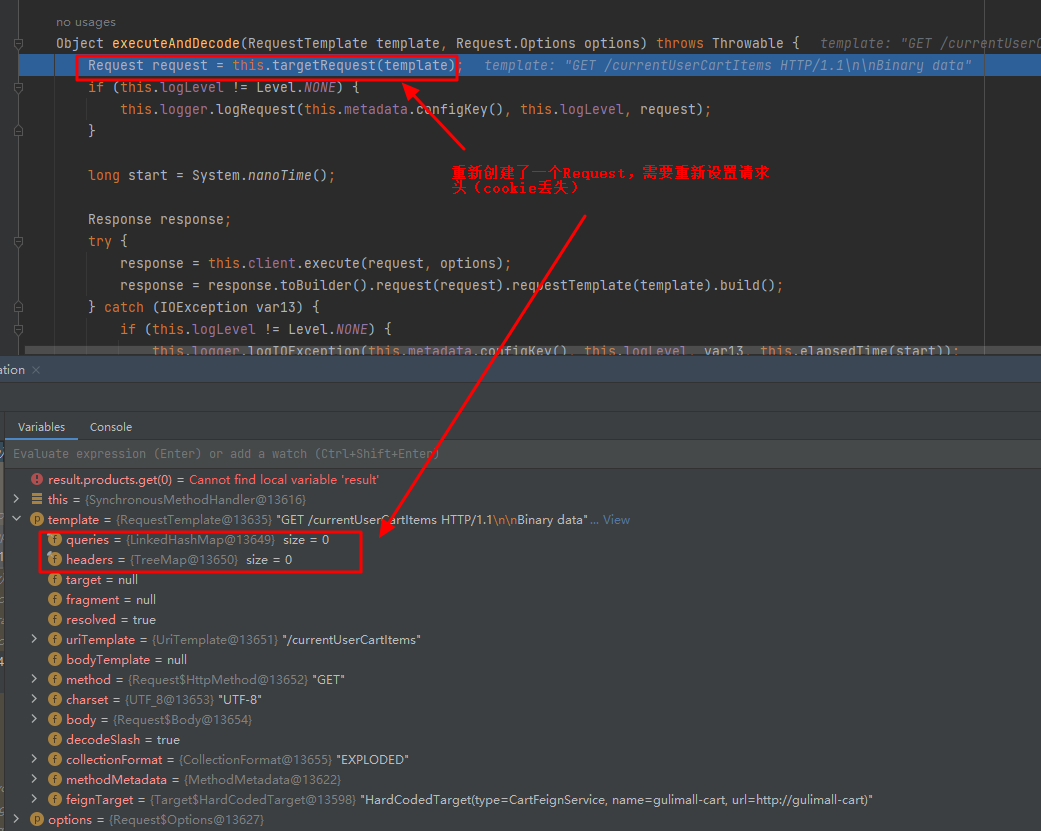 no usages
Object executeAndDecode(RequestTemplate template, Request.Options options) throws Throwable {   template: "GET /currentUserC
Request request = this.targetRequest(template);   template: "GET /currentUserCartItems HTTP/1.1\n\nBinary data"
if (this.logLevel != Level.NONE) {
this.logger.logRequest(this.metadata.configKey(), this.logLevel, request);
}
long start = System.nanoTime();
重新创建了一个Request，需要重新设置请求
头（cookie丢失）
Response response;
try {
response = this.client.execute(request, options);
response = response.toBuilder().request(request).requestTemplate(template).build();
} catch (IOException var13) {
if (this.logLevel != Level.NONE) {
this.logger.logIOException(this.metadata.configKey(), this.logLevel, var13, this.elapsedTime(start));
ation ×
Variables   Console
Evaluate expression (Enter) or add a watch (Ctrl+Shift+Enter)
result.products.get(0) = Cannot find local variable 'result'
this = {SynchronousMethodHandler@13616}
template = {RequestTemplate@13635} "GET /currentUserCartItems HTTP/1.1\n\nBinary data"... View
queries = {LinkedHashMap@13649}  size = 0
headers = {TreeMap@13650}  size = 0
target = null
fragment = null
resolved = true
uriTemplate = {UriTemplate@13651} "/currentUserCartItems"
bodyTemplate = null
method = {Request$HttpMethod@13652} "GET"
charset = {UTF_8@13653} "UTF-8"
body = {Request$Body@13654}
decodeSlash = true
collectionFormat = {CollectionFormat@13655} "EXPLODED"
methodMetadata = {MethodMetadata@13622}
feignTarget = {Target$HardCodedTarget@13598} "HardCodedTarget(type=CartFeignService, name=gulimall-cart, url=http://gulimall-cart)"
options = {Request$Options@13627}